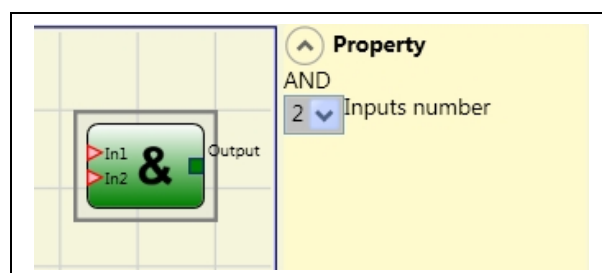 Property
AND
2 Inputs number
In1 & Output
In2